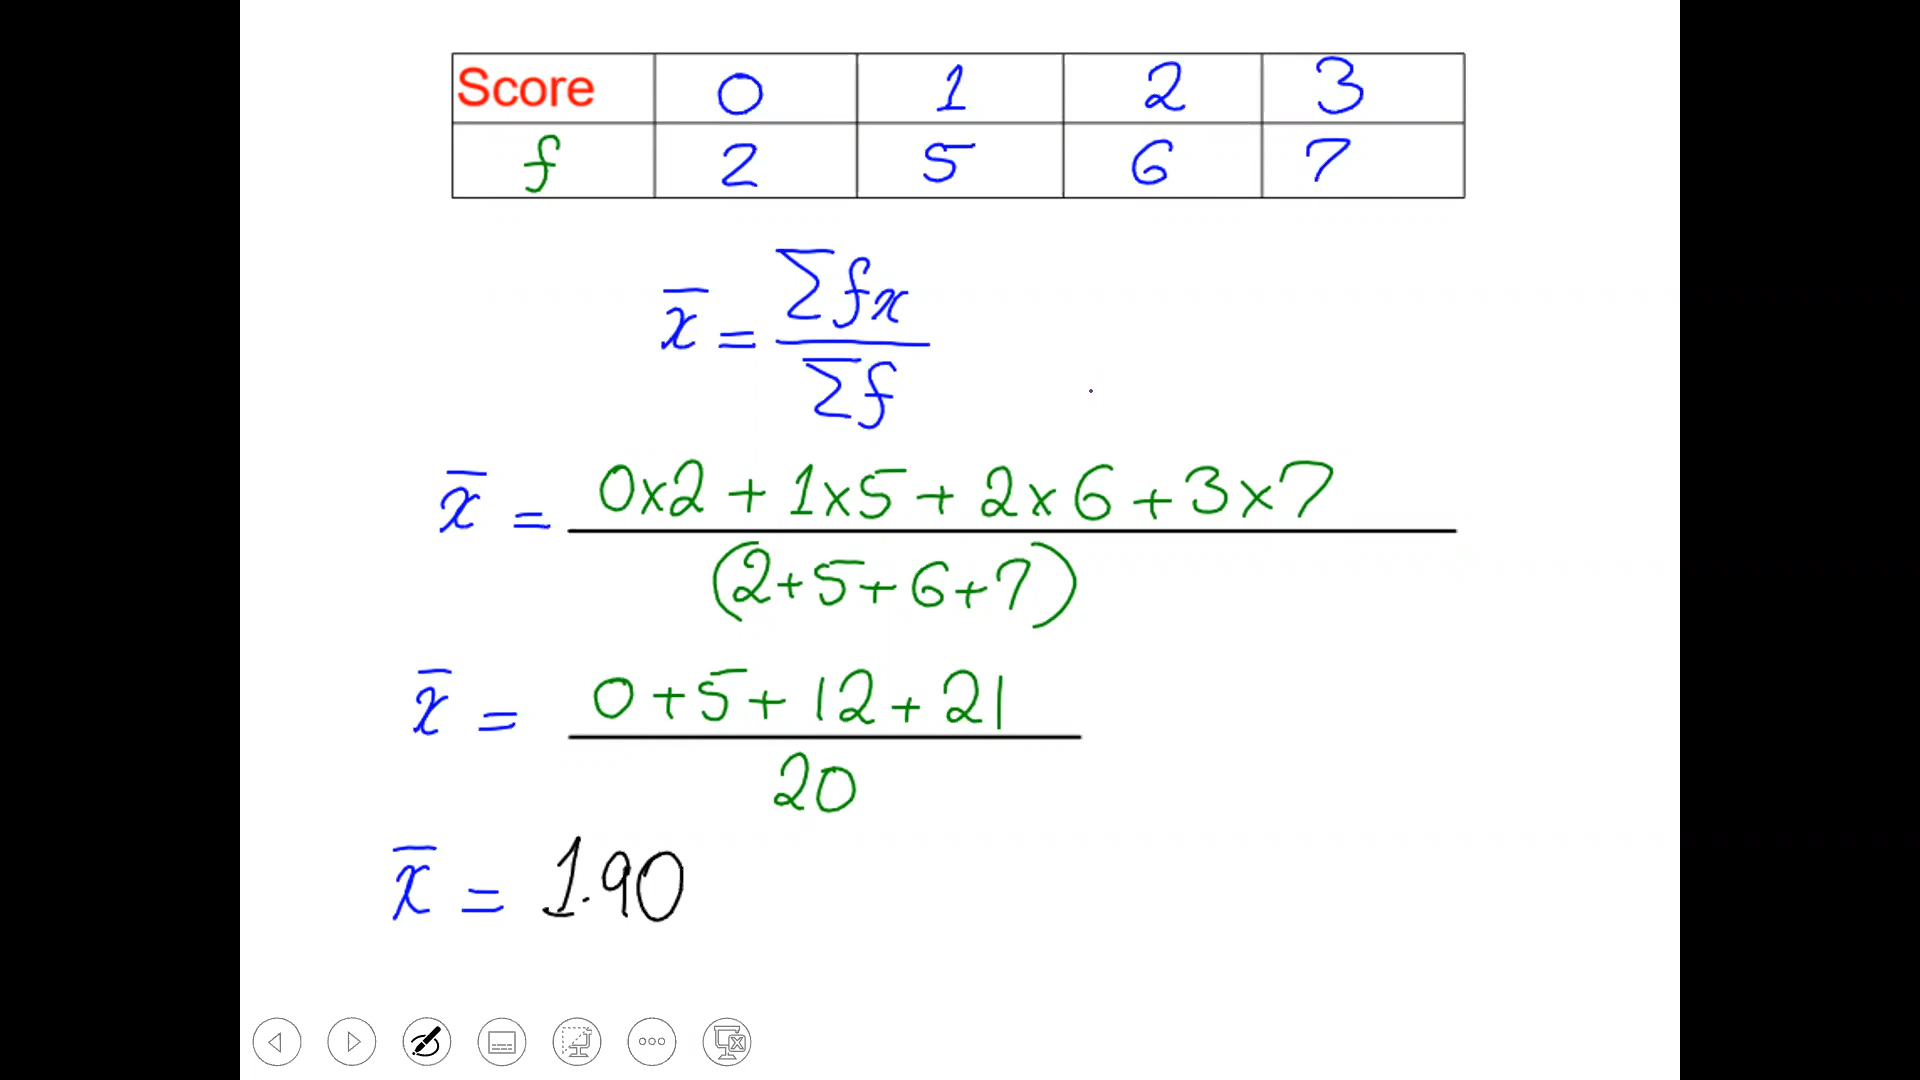 Score 0 1 2 3
f 2 5 6 7
x̄ = Σfx / Σf
x̄ = 0x2 + 1x5 + 2x6 + 3x7 / (2+5+6+7)
x̄ = 0+5+12+21 / 20
x̄ = 1.90